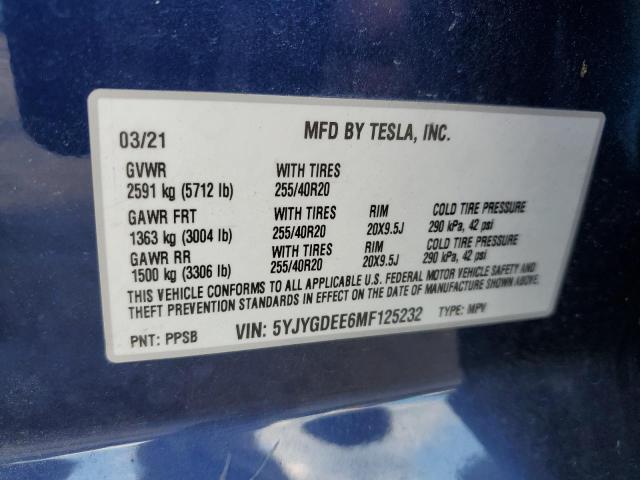 03/21 MFD BY TESLA, INC.
GVWR WITH TIRES
2591 kg (5712 lb) 255/40R20
GAWR FRT WITH TIRES RIM COLD TIRE PRESSURE
1363 kg (3004 lb) 255/40R20 20X9.5J 290 kPa, 42 psi
GAWR RR WITH TIRES RIM COLD TIRE PRESSURE
1500 kg (3306 lb) 255/40R20 20X9.5J 290 kPa, 42 psi
THIS VEHICLE CONFORMS TO ALL APPLICABLE U.S. FEDERAL MOTOR VEHICLE SAFETY AND
THEFT PREVENTION STANDARDS IN EFFECT ON THE DATE OF MANUFACTURE SHOWN ABOVE.
PNT: PPSB VIN: 5YJYGDEE6MF125232 TYPE: MPV